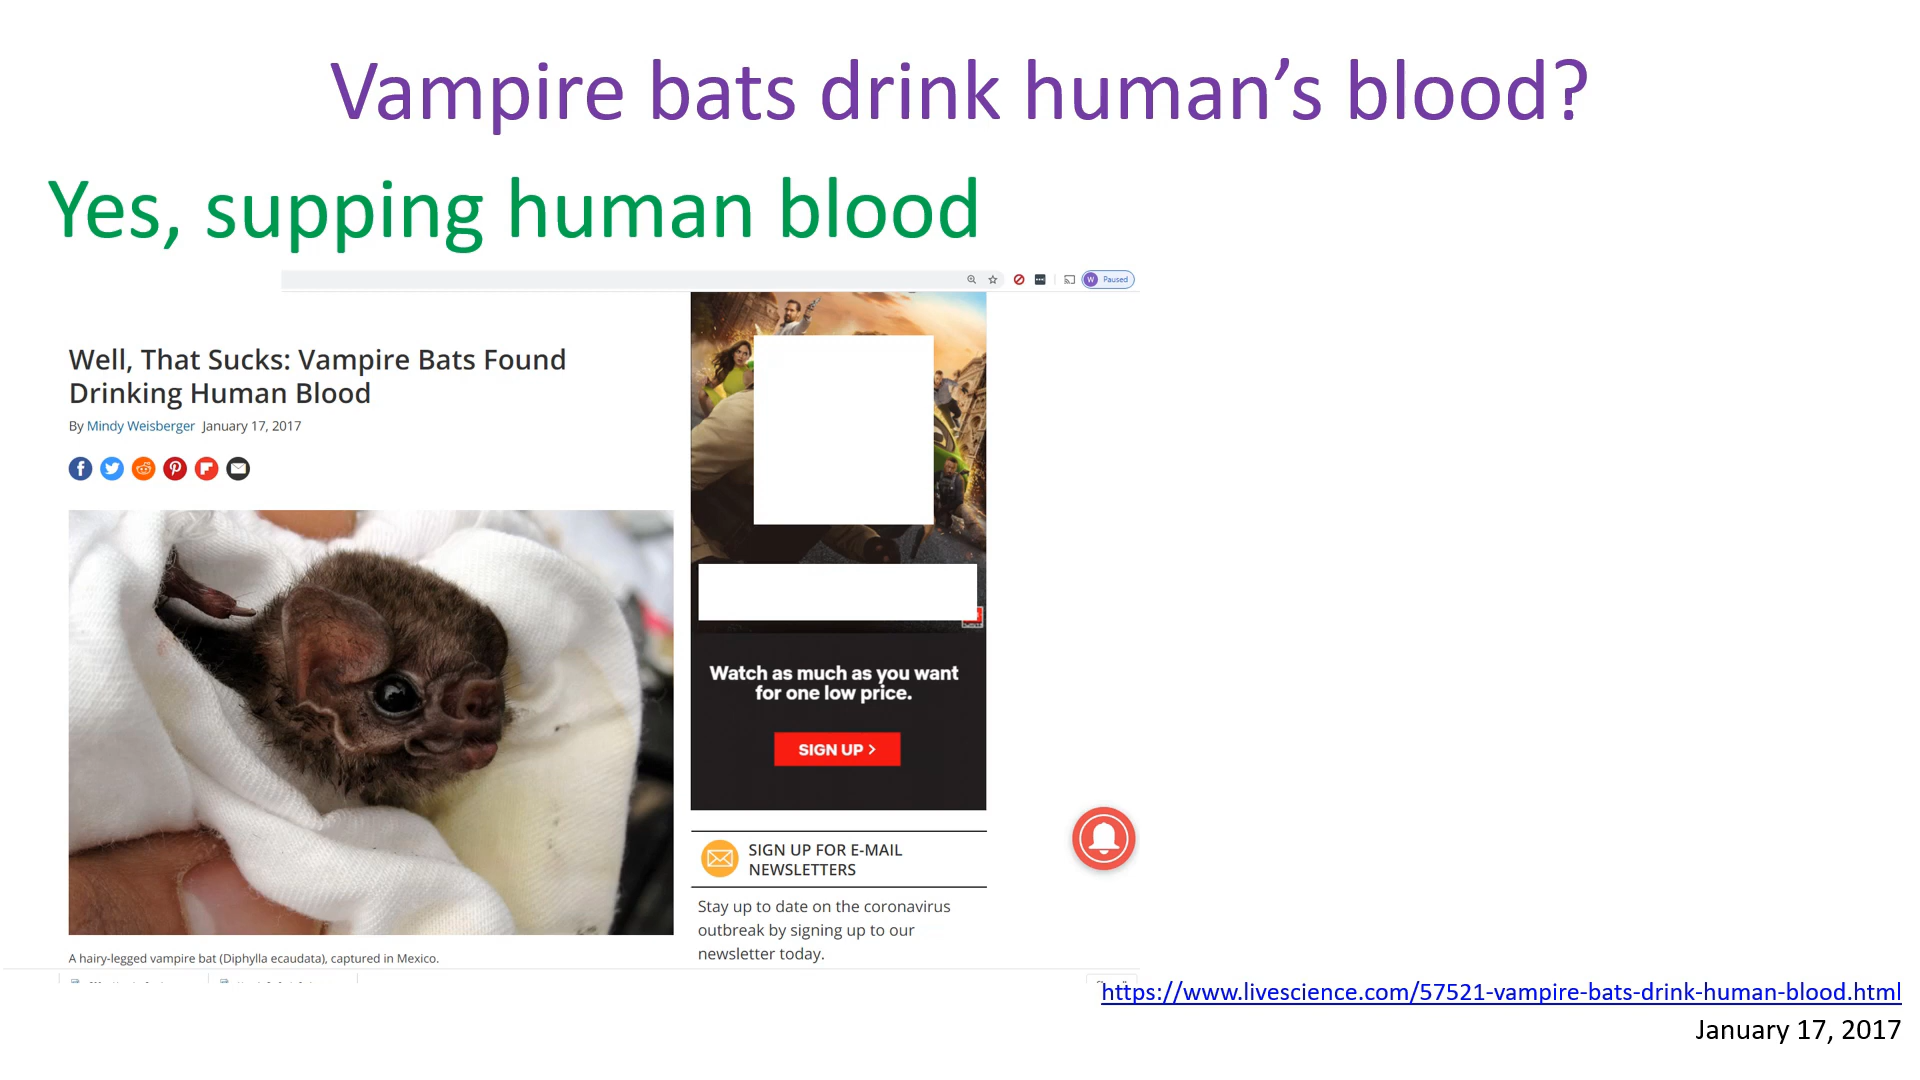 Vampire bats drink human’s blood?
Yes, supping human blood
Paused
Well, That Sucks: Vampire Bats Found
Drinking Human Blood
By Mindy Weisberger January 17, 2017
Watch as much as you want
for one low price.
SIGN UP >
SIGN UP FOR E-MAIL
NEWSLETTERS
Stay up to date on the coronavirus
outbreak by signing up to our
newsletter today.
A hairy-legged vampire bat (Diphylla ecaudata), captured in Mexico.
https://www.livescience.com/57521-vampire-bats-drink-human-blood.html
January 17, 2017